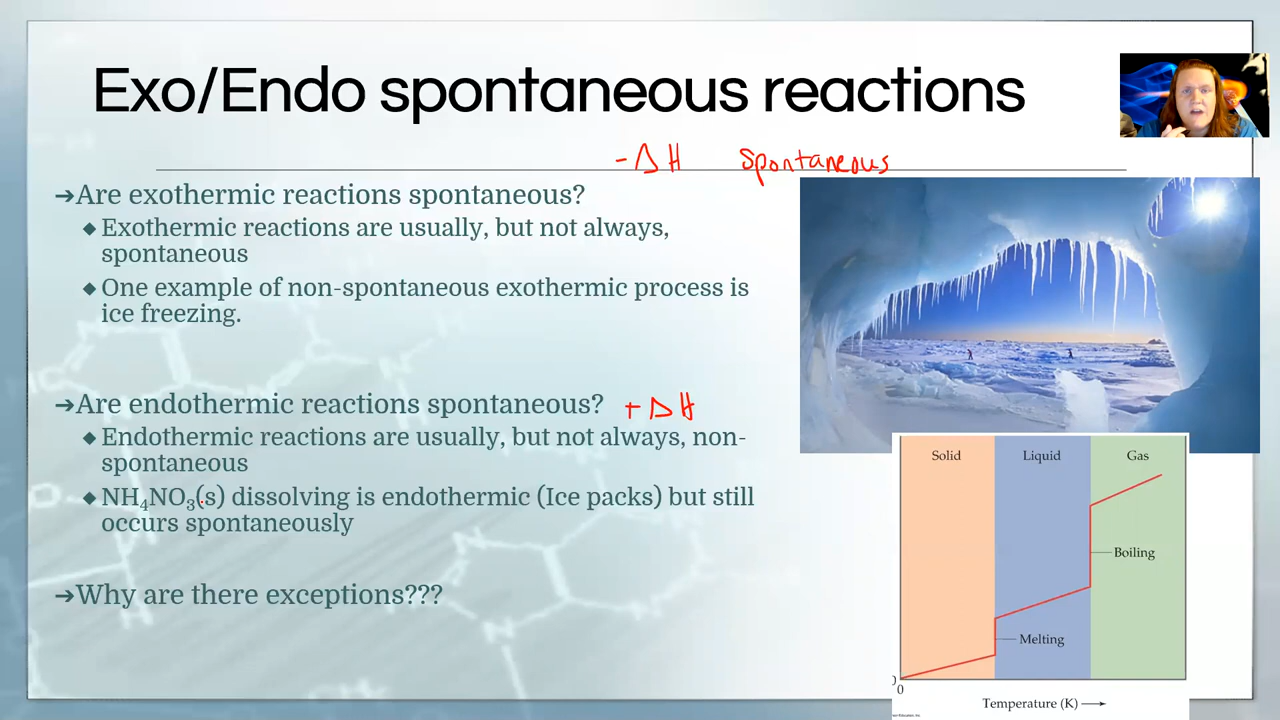 Exo/Endo spontaneous reactions
-ΔH Spontaneous
➔Are exothermic reactions spontaneous?
◆Exothermic reactions are usually, but not always,
spontaneous
◆One example of non-spontaneous exothermic process is
ice freezing.
➔Are endothermic reactions spontaneous? +ΔH
◆Endothermic reactions are usually, but not always, non-
spontaneous
◆NH₄NO₃(s) dissolving is endothermic (Ice packs) but still
occurs spontaneously
➔Why are there exceptions???
Solid Liquid Gas
Boiling
Melting
0
0
Temperature (K)